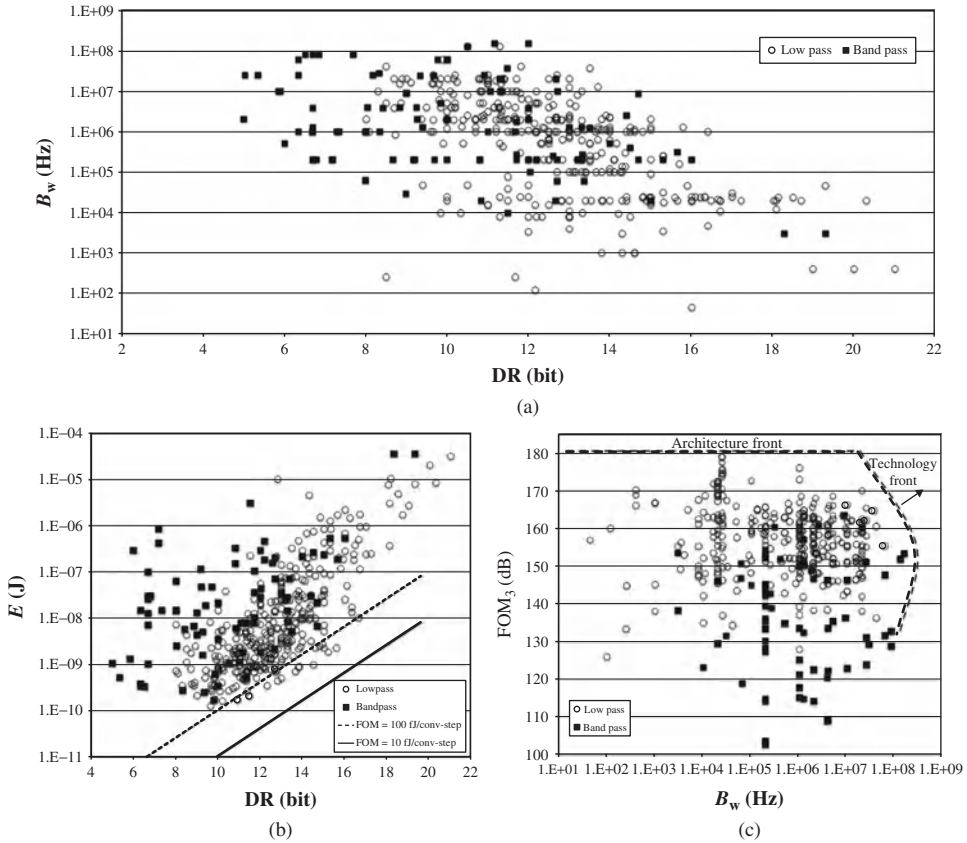 1.E+09
1.E+08
1.E+07
1.E+06
1.E+05
1.E+04
1.E+03
1.E+02
1.E+01
Bw (Hz)
Low pass
Band pass
2 4 6 8 10 12 14 16 18 20 22
DR (bit)
(a)
1.E−04
1.E−05
1.E−06
1.E−07
1.E−08
1.E−09
1.E−10
1.E−11
E (J)
Lowpass
Bandpass
FOM = 100 fJ/conv-step
FOM = 10 fJ/conv-step
4 6 8 10 12 14 16 18 20 22
DR (bit)
(b)
Architecture front
Technology
front
180
170
160
150
140
130
120
110
100
FOM3 (dB)
Low pass
Band pass
1.E+01 1.E+02 1.E+03 1.E+04 1.E+05 1.E+06 1.E+07 1.E+08 1.E+09
Bw (Hz)
(c)